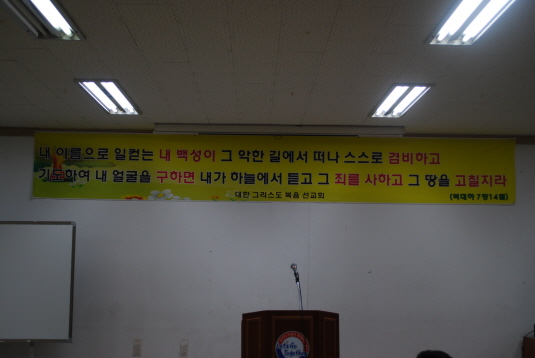 내 이름으로 일컫는 내 백성이 그 악한 길에서 떠나 스스로 겸비하고
기도하여 내 얼굴을 구하면 내가 하늘에서 듣고 그 죄를 사하고 그 땅을 고칠지라
대한 그리스도 복음 선교회
(역대하 7장14절)